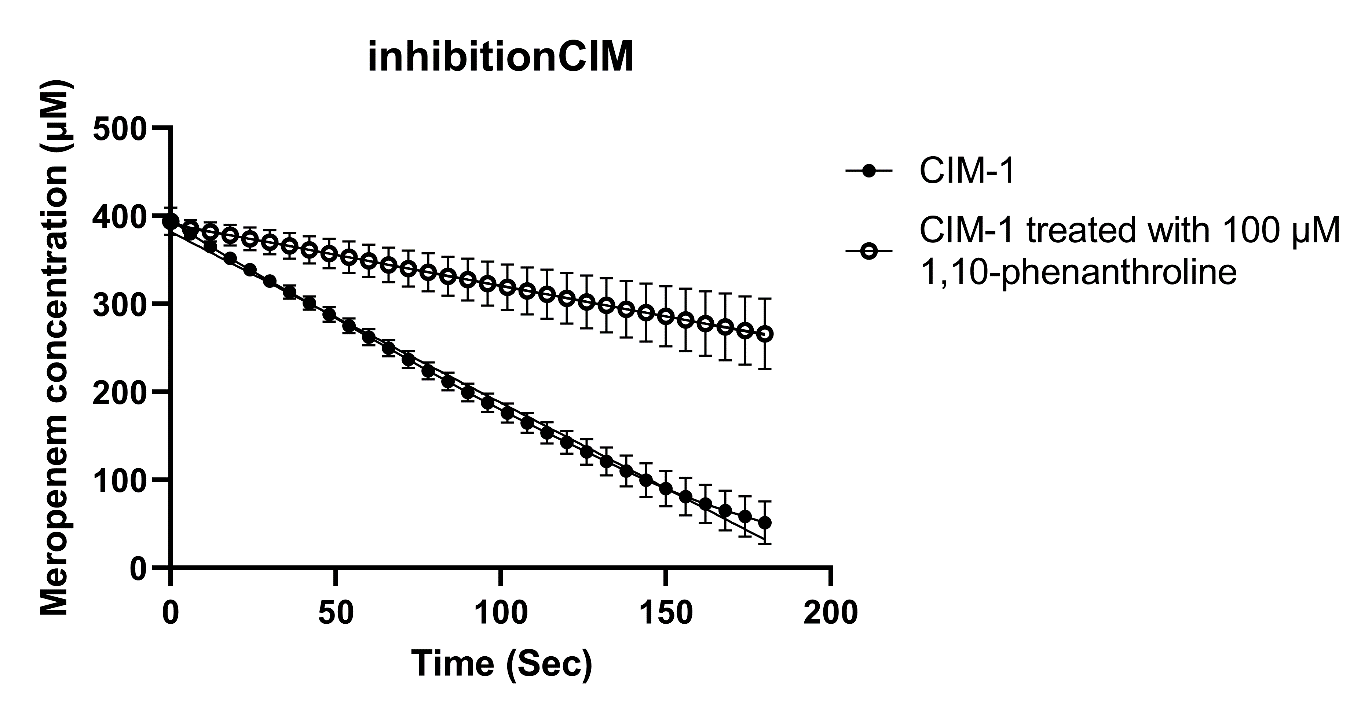 inhibitionCIM
Meropenem concentration (µM)
500
400
300
200
100
0
0 50 100 150 200
Time (Sec)
CIM-1
CIM-1 treated with 100 µM
1,10-phenanthroline